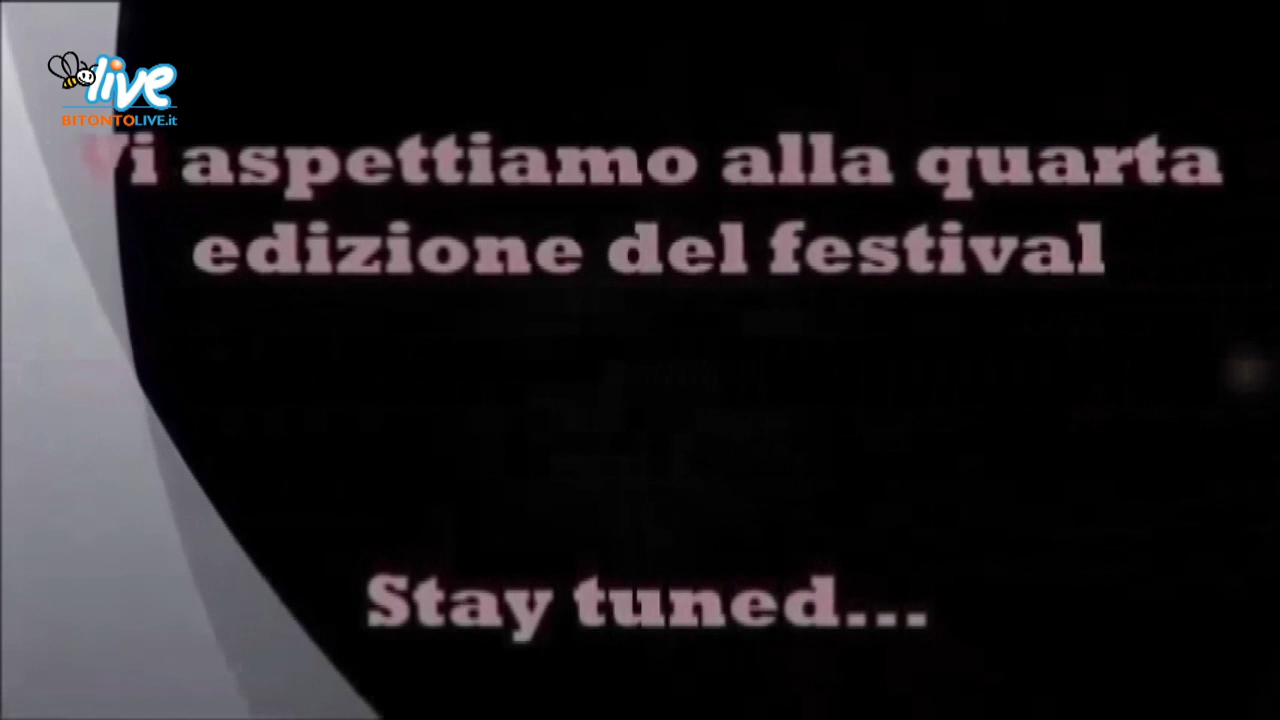 live
BITONTOLIVE.it
Vi aspettiamo alla quarta
edizione del festival
Stay tuned...